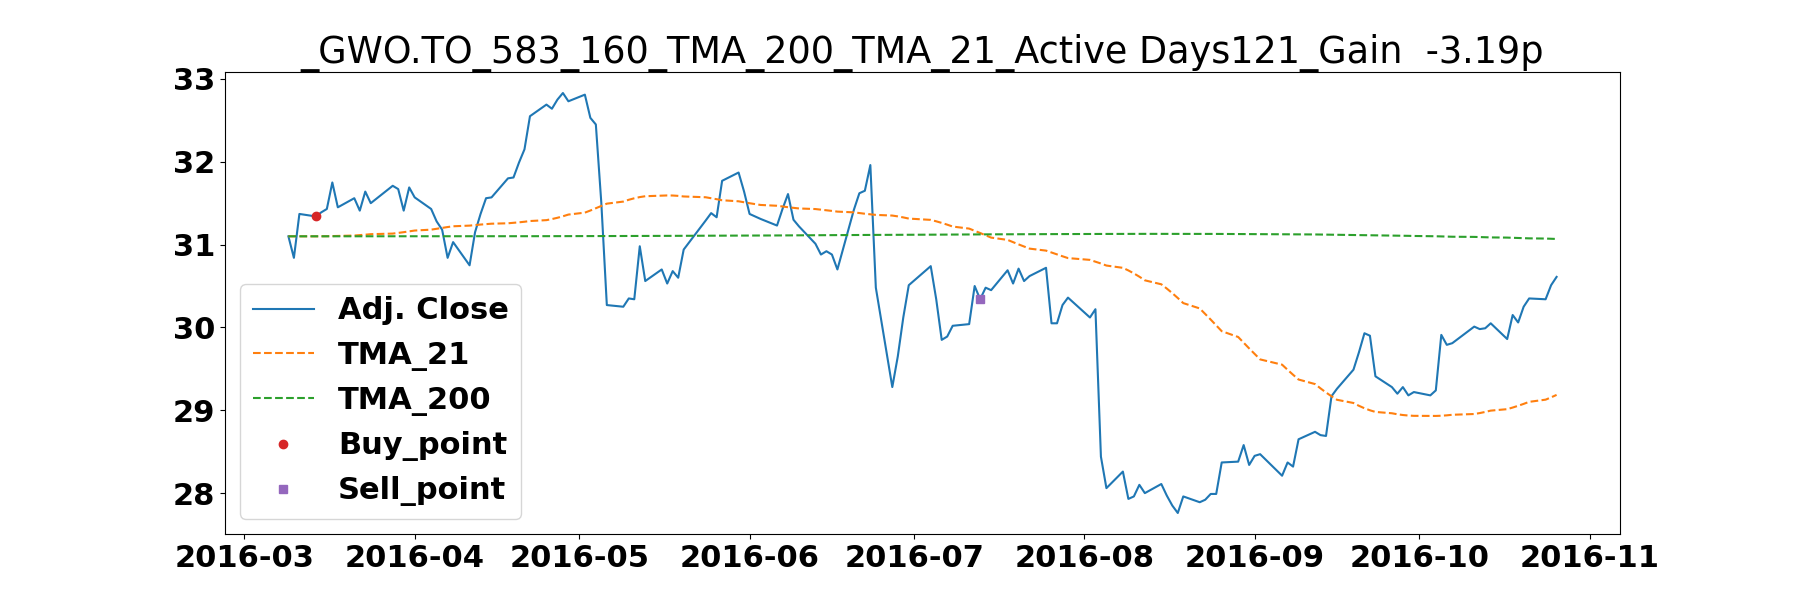 _GWO.TO_583_160_TMA_200_TMA_21_Active Days121_Gain  -3.19p
33
32
31
30
29
28
Adj. Close
TMA_21
TMA_200
Buy_point
Sell_point
2016-03 2016-04 2016-05 2016-06 2016-07 2016-08 2016-09 2016-10 2016-11